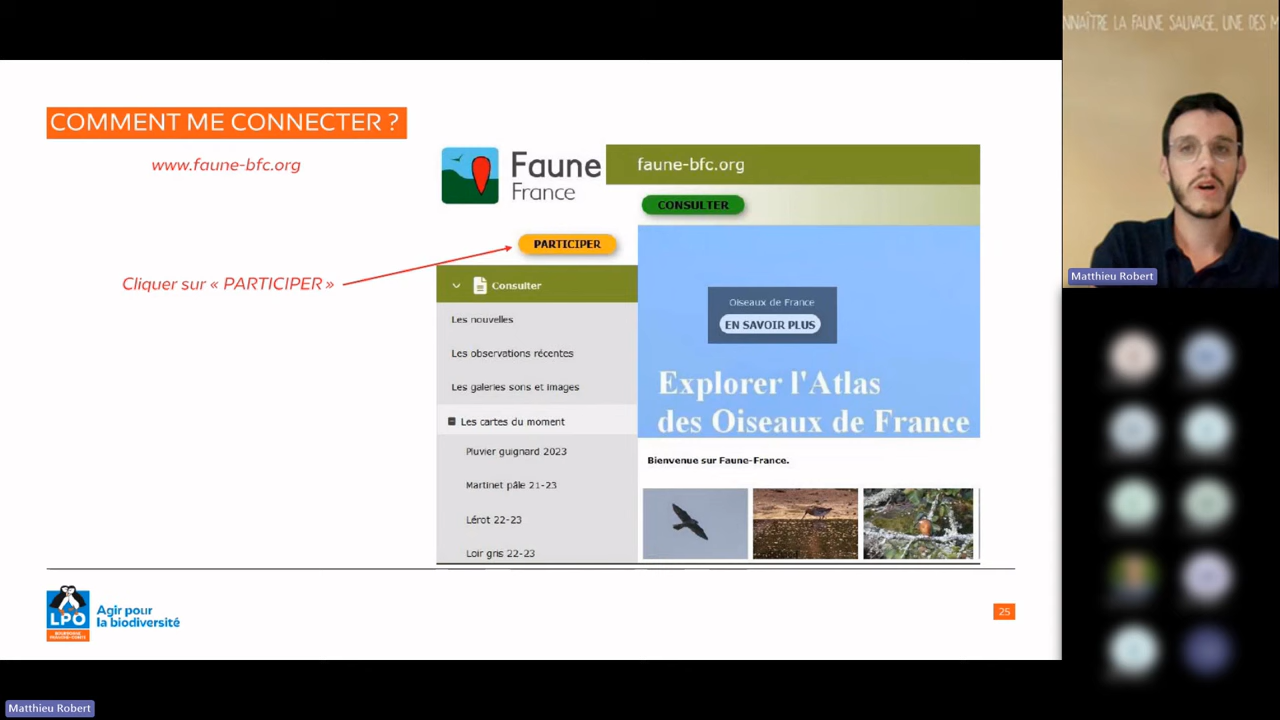 COMMENT ME CONNECTER ?
www.faune-bfc.org
Cliquer sur « PARTICIPER »
Faune
France
faune-bfc.org
CONSULTER
PARTICIPER
Consulter
Les nouvelles
Les observations récentes
Les galeries sons et images
Les cartes du moment
Pluvier guignard 2023
Martinet pâle 21-23
Lérot 22-23
Loir gris 22-23
Oiseaux de France
EN SAVOIR PLUS
Explorer l'Atlas
des Oiseaux de France
Bienvenue sur Faune-France.
LPO
BOURGOGNE
FRANCHE-COMTÉ
Agir pour
la biodiversité
25
NNAÎTRE LA FAUNE SAUVAGE, UNE DES M
Matthieu Robert
Matthieu Robert